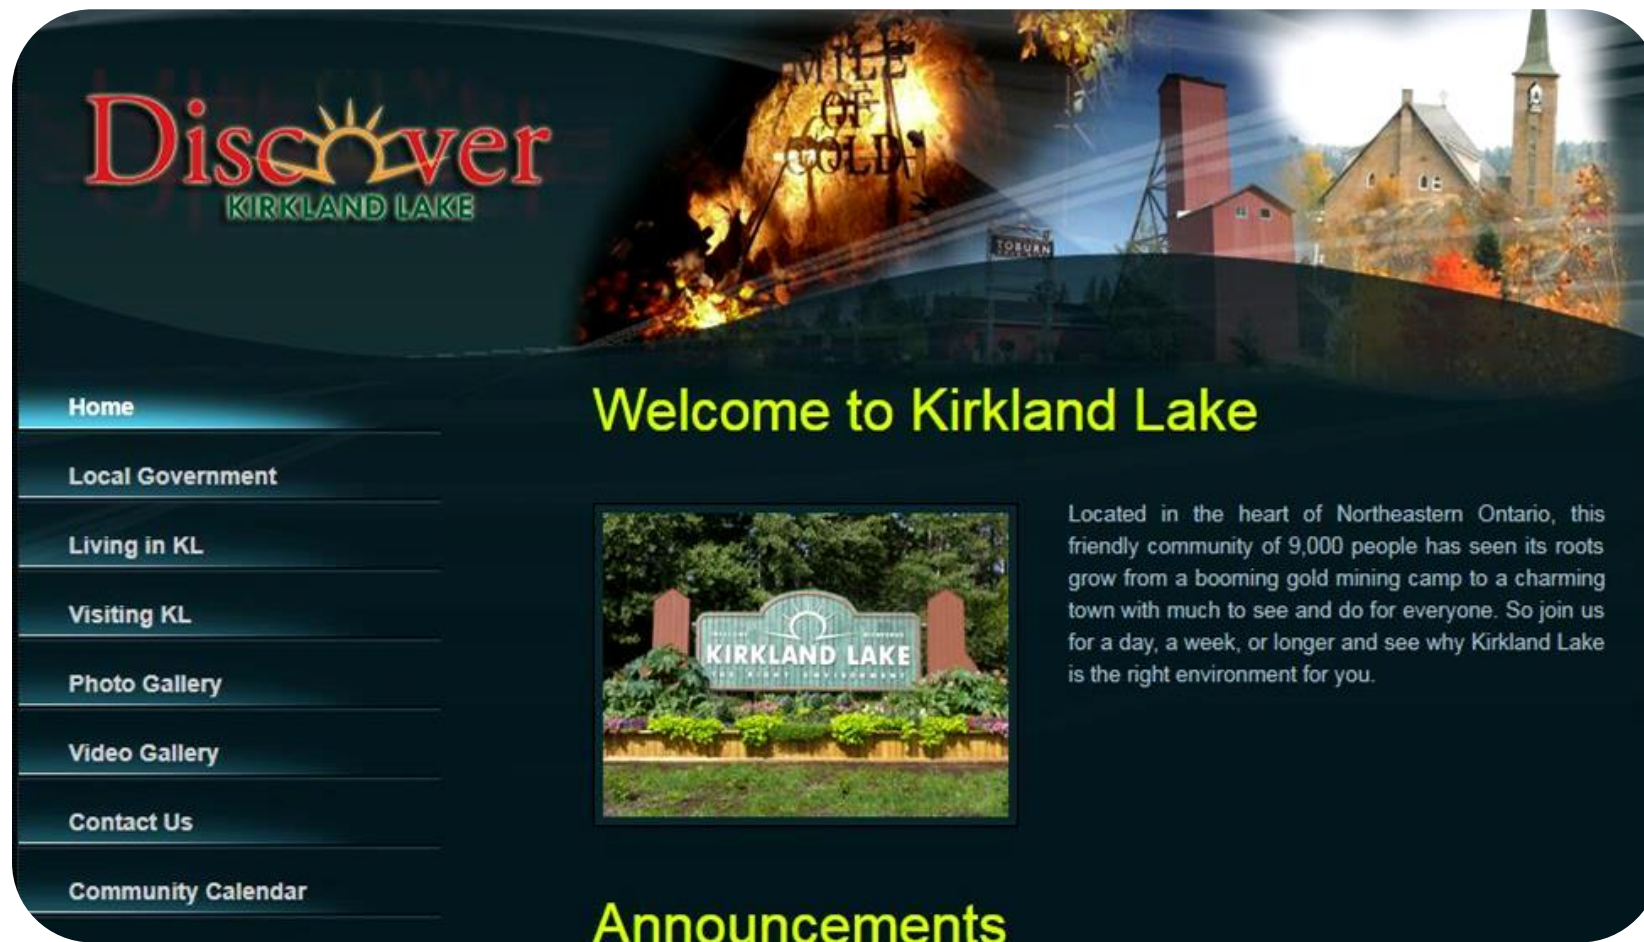 Discover
KIRKLAND LAKE
MILE
OF
GOLD
TOBURN
Home
Local Government
Living in KL
Visiting KL
Photo Gallery
Video Gallery
Contact Us
Community Calendar
Welcome to Kirkland Lake
KIRKLAND LAKE
THE RIGHT ENVIRONMENT
Located in the heart of Northeastern Ontario, this
friendly community of 9,000 people has seen its roots
grow from a booming gold mining camp to a charming
town with much to see and do for everyone. So join us
for a day, a week, or longer and see why Kirkland Lake
is the right environment for you.
Announcements